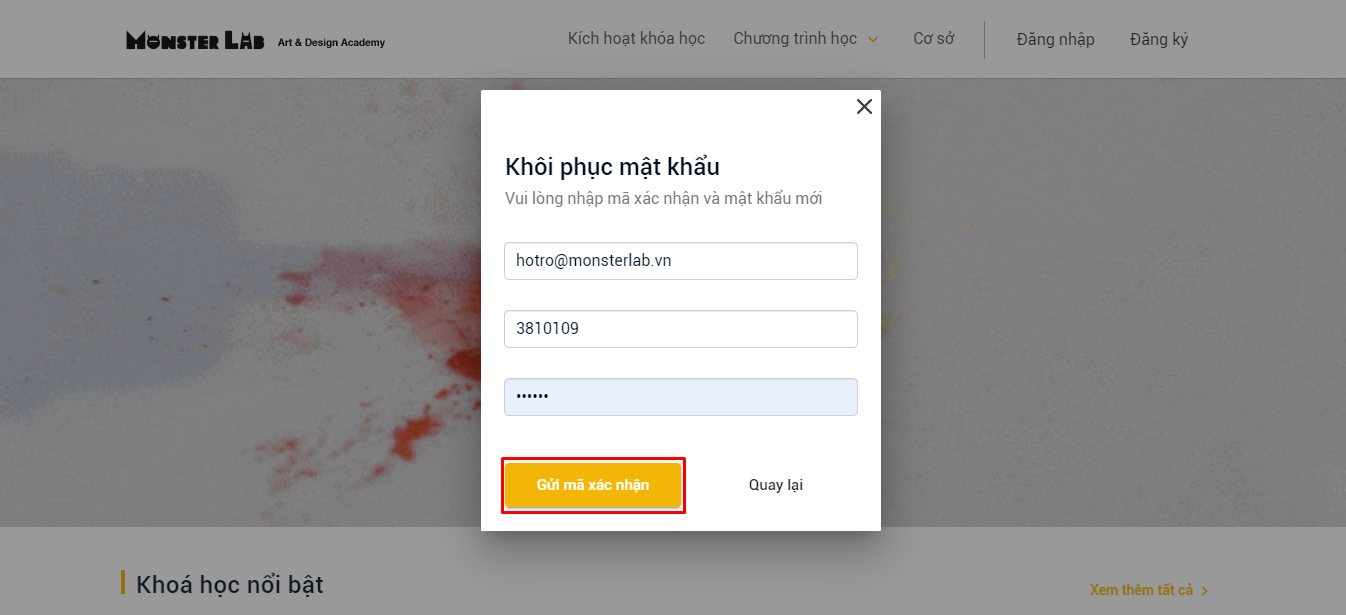 MONSTER LAB Art & Design Academy
Kích hoạt khóa học Chương trình học Cơ sở Đăng nhập Đăng ký
Khôi phục mật khẩu
Vui lòng nhập mã xác nhận và mật khẩu mới
hotro@monsterlab.vn
3810109
••••••
Gửi mã xác nhận Quay lại
Khoá học nổi bật
Xem thêm tất cả